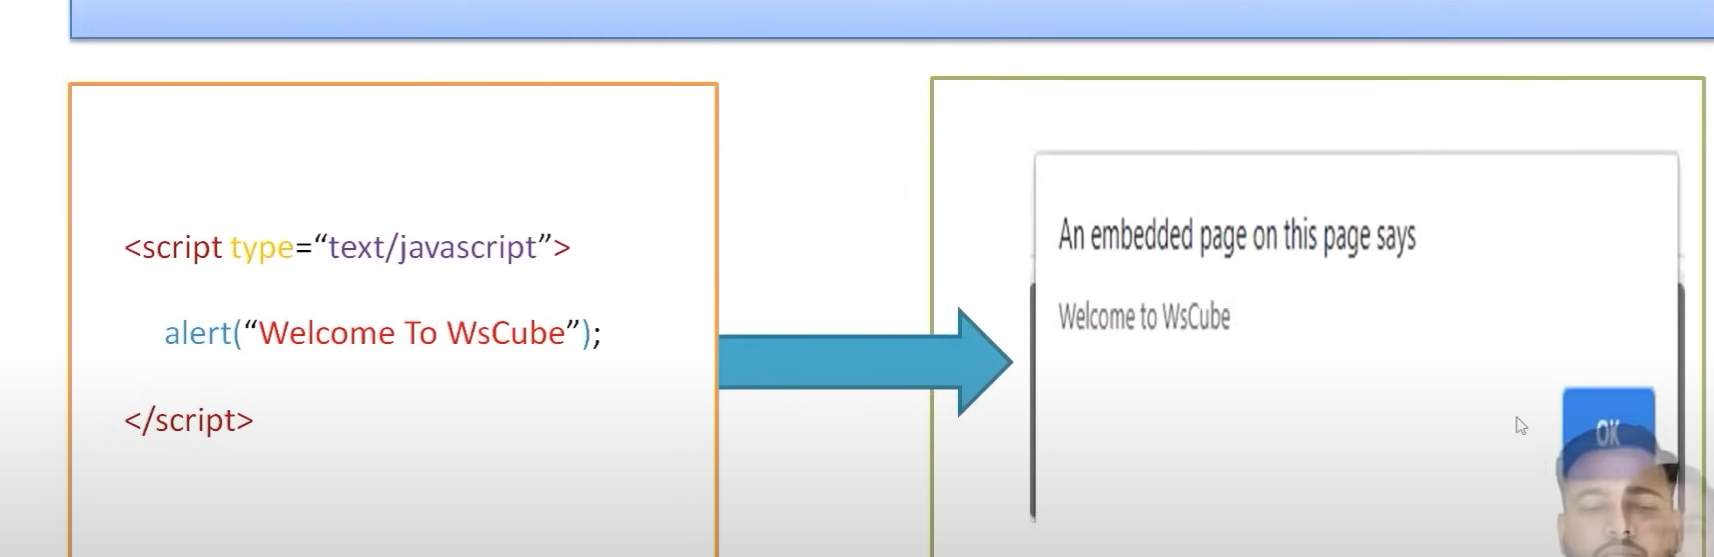 <script type=“text/javascript”>
alert(“Welcome To WsCube”);
</script>
An embedded page on this page says
Welcome to WsCube
OK